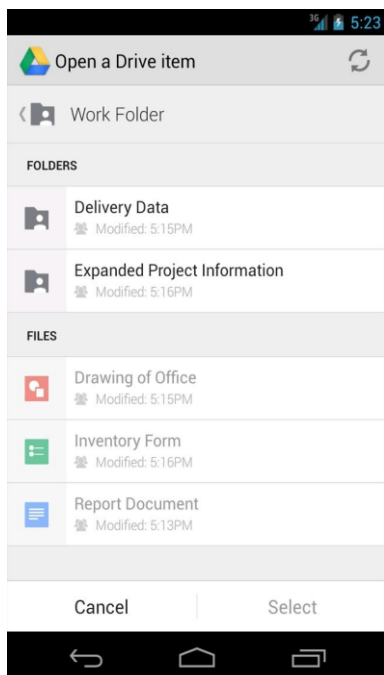 3G 5:23
Open a Drive item
Work Folder
FOLDERS
Delivery Data
Modified: 5:15PM
Expanded Project Information
Modified: 5:16PM
FILES
Drawing of Office
Modified: 5:15PM
Inventory Form
Modified: 5:16PM
Report Document
Modified: 5:13PM
Cancel Select